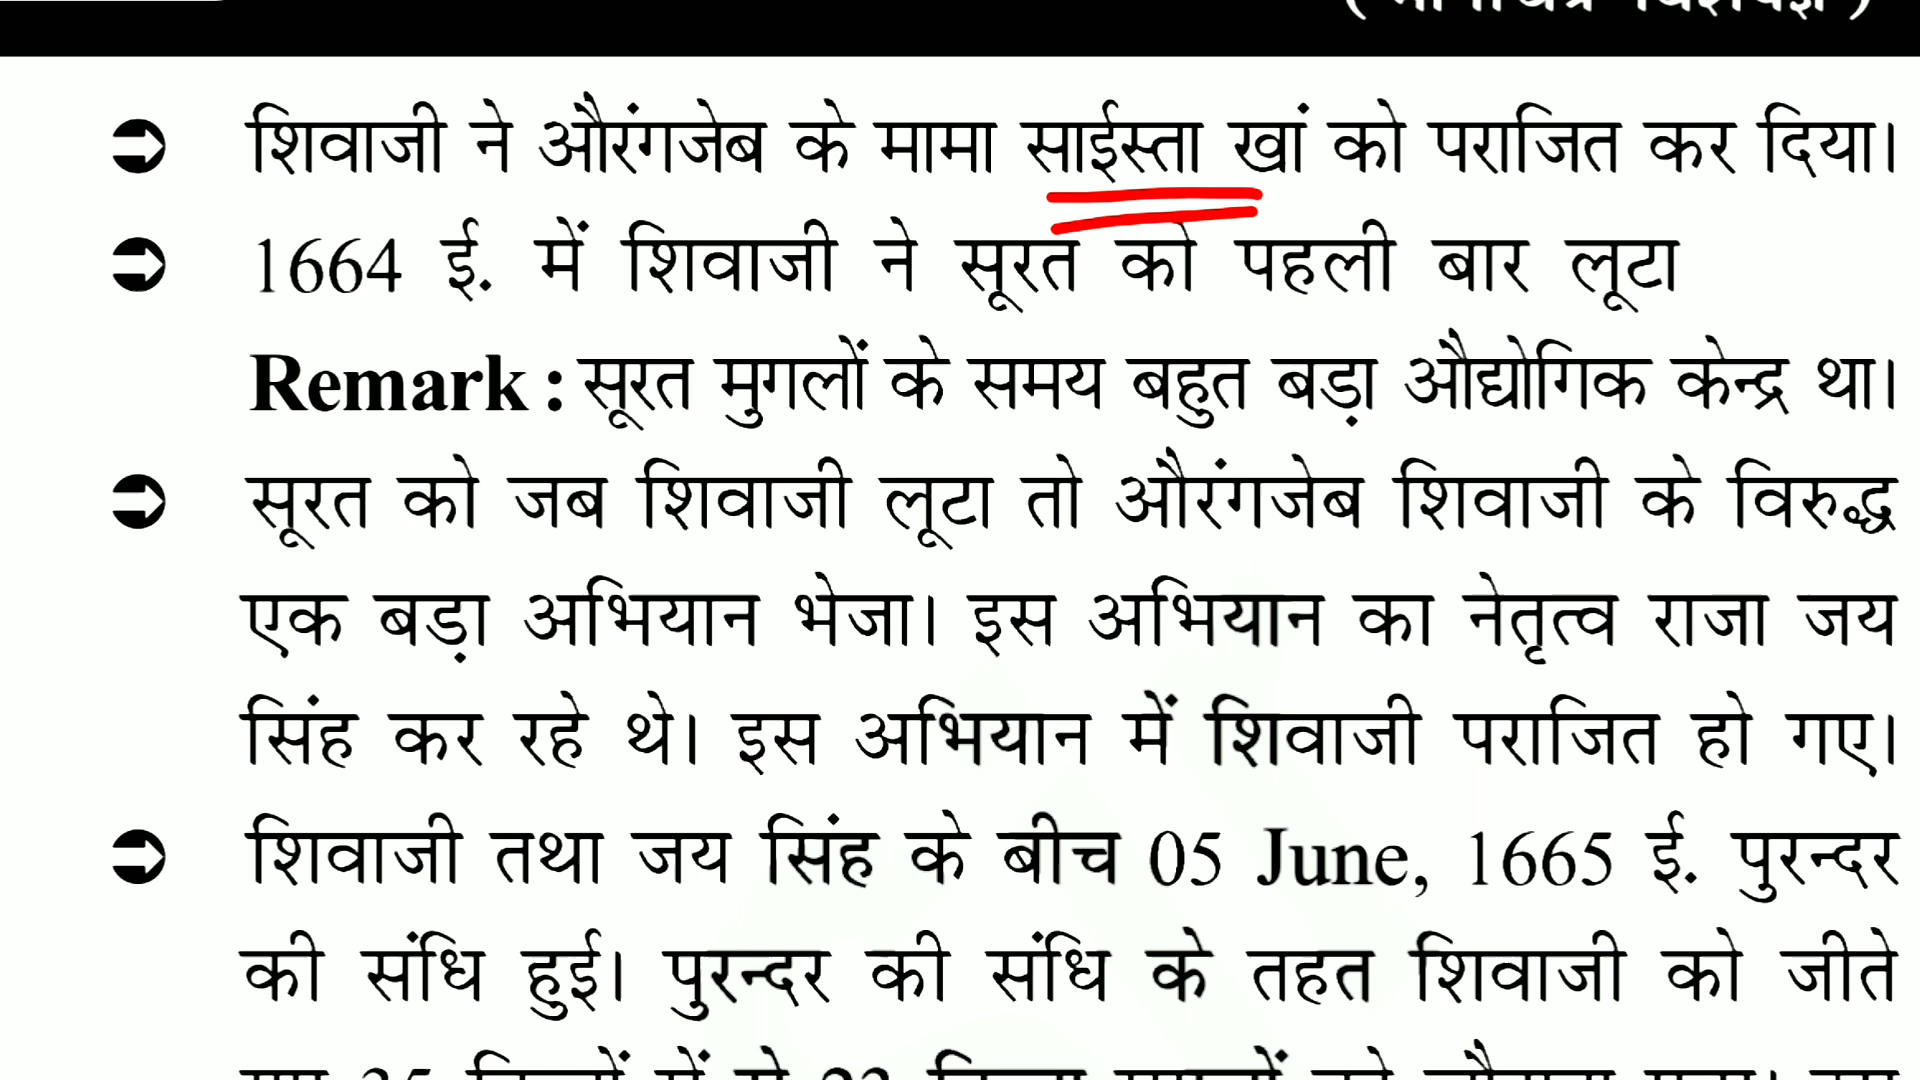 शिवाजी ने औरंगजेब के मामा साईस्ता खां को पराजित कर दिया।
1664 ई. में शिवाजी ने सूरत को पहली बार लूटा
Remark : सूरत मुगलों के समय बहुत बड़ा औद्योगिक केन्द्र था।
सूरत को जब शिवाजी लूटा तो औरंगजेब शिवाजी के विरुद्ध
एक बड़ा अभियान भेजा। इस अभियान का नेतृत्व राजा जय
सिंह कर रहे थे। इस अभियान में शिवाजी पराजित हो गए।
शिवाजी तथा जय सिंह के बीच 05 June, 1665 ई. पुरन्दर
की संधि हुई। पुरन्दर की संधि के तहत शिवाजी को जीते